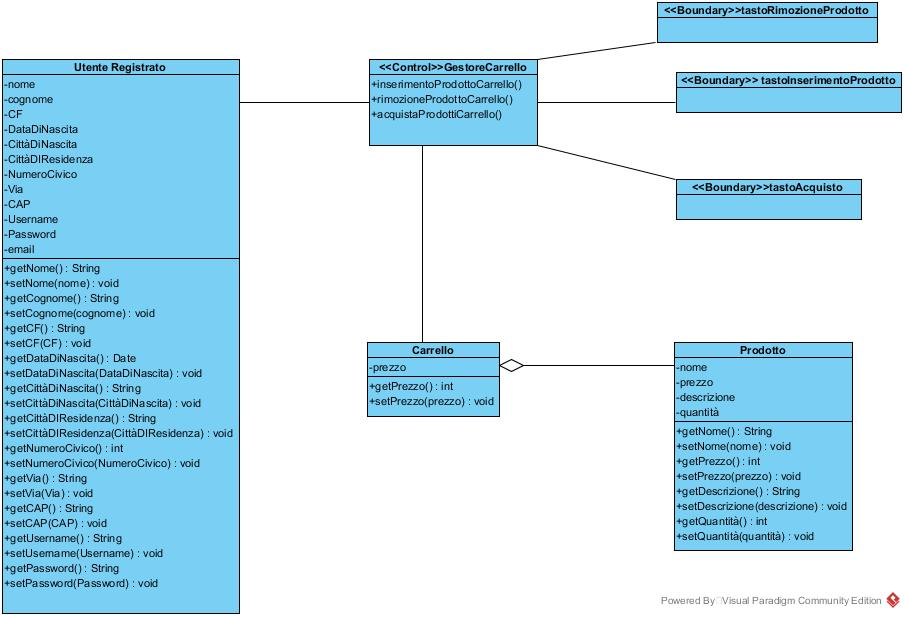 Utente Registrato
-nome
-cognome
-CF
-DataDiNascita
-CittàDiNascita
-CittàDIResidenza
-NumeroCivico
-Via
-CAP
-Username
-Password
-email
+getNome() : String
+setNome(nome) : void
+getCognome() : String
+setCognome(cognome) : void
+getCF() : String
+setCF(CF) : void
+getDataDiNascita() : Date
+setDataDiNascita(DataDiNascita) : void
+getCittàDiNascita() : String
+setCittàDiNascita(CittàDiNascita) : void
+getCittàDIResidenza() : String
+setCittàDIResidenza(CittàDIResidenza) : void
+getNumeroCivico() : int
+setNumeroCivico(NumeroCivico) : void
+getVia() : String
+setVia(Via) : void
+getCAP() : String
+setCAP(CAP) : void
+getUsername() : String
+setUsername(Username) : void
+getPassword() : String
+setPassword(Password) : void
<<Control>>GestoreCarrello
+inserimentoProdottoCarrello()
+rimozioneProdottoCarrello()
+acquistaProdottiCarrello()
<<Boundary>>tastoRimozioneProdotto
<<Boundary>> tastoInserimentoProdotto
<<Boundary>>tastoAcquisto
Carrello
-prezzo
+getPrezzo() : int
+setPrezzo(prezzo) : void
Prodotto
-nome
-prezzo
-descrizione
-quantità
+getNome() : String
+setNome(nome) : void
+getPrezzo() : int
+setPrezzo(prezzo) : void
+getDescrizione() : String
+setDescrizione(descrizione) : void
+getQuantità() : int
+setQuantità(quantità) : void
Powered By Visual Paradigm Community Edition